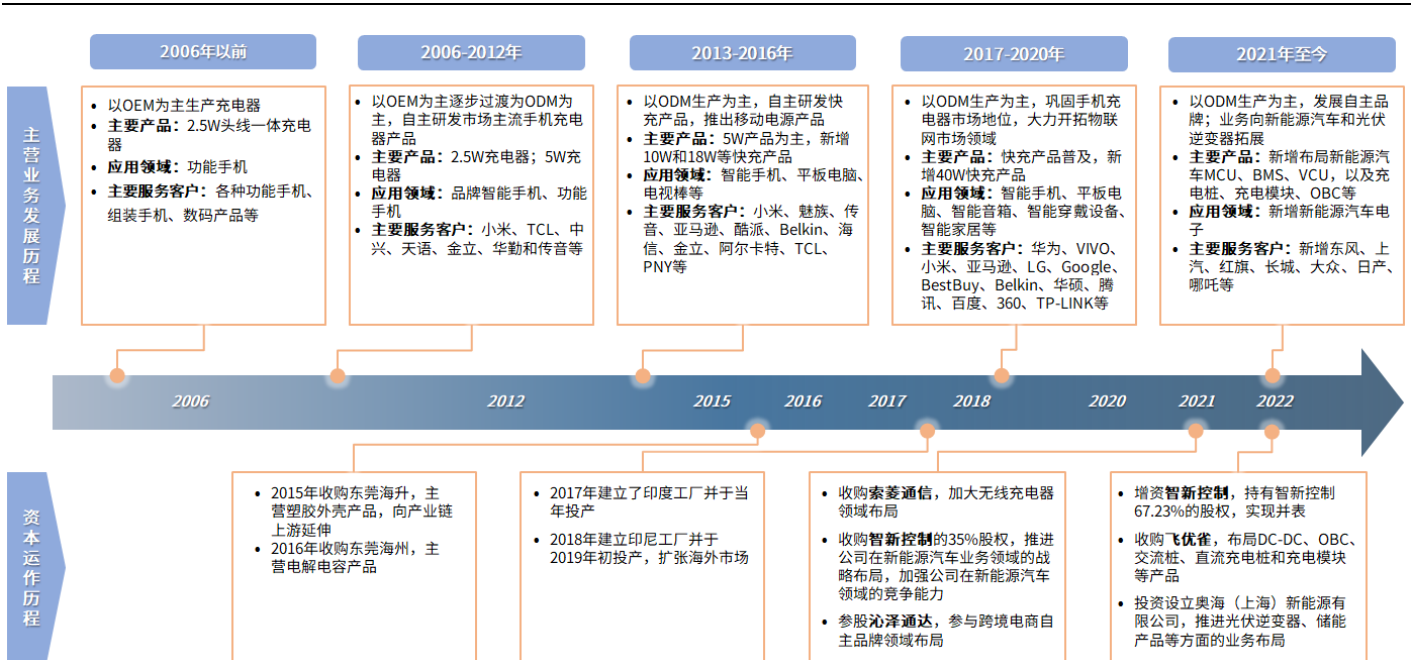 2006年以前
2006-2012年
2013-2016年
2017-2020年
2021年至今
主营业务发展历程
• 以OEM为主生产充电器
• 主要产品：2.5W头线一体充电
器
• 应用领域：功能手机
• 主要服务客户：各种功能手机、
组装手机、数码产品等
• 以OEM为主逐步过渡为ODM为
主，自主研发市场主流手机充电
器产品
• 主要产品：2.5W充电器；5W充
电器
• 应用领域：品牌智能手机、功能
手机
• 主要服务客户：小米、TCL、中
兴、天语、金立、华勤和传音等
• 以ODM生产为主，自主研发快
充产品，推出移动电源产品
• 主要产品：5W产品为主，新增
10W和18W等快充产品
• 应用领域：智能手机、平板电脑、
电视棒等
• 主要服务客户：小米、魅族、传
音、亚马逊、酷派、Belkin、海
信、金立、阿尔卡特、TCL、
PNY等
• 以ODM生产为主，巩固手机充
电器市场地位，大力开拓物联
网市场领域
• 主要产品：快充产品普及，新
增40W快充产品
• 应用领域：智能手机、平板电
脑、智能音箱、智能穿戴设备、
智能家居等
• 主要服务客户：华为、VIVO、
小米、亚马逊、LG、Google、
BestBuy、Belkin、华硕、腾
讯、百度、360、TP-LINK等
• 以ODM生产为主，发展自主品
牌；业务向新能源汽车和光伏
逆变器拓展
• 主要产品：新增布局新能源汽
车MCU、BMS、VCU，以及充
电桩、充电模块、OBC等
• 应用领域：新增新能源汽车电
子
• 主要服务客户：新增东风、上
汽、红旗、长城、大众、日产、
哪吒等
2006
2012
2015
2016
2017
2018
2020
2021
2022
资本运作历程
• 2015年收购东莞海升，主
营塑胶外壳产品，向产业链
上游延伸
• 2016年收购东莞海州，主
营电解电容产品
• 2017年建立了印度工厂并于当
年投产
• 2018年建立印尼工厂并于
2019年初投产，扩张海外市场
• 收购索菱通信，加大无线充电器
领域布局
• 收购智新控制的35%股权，推进
公司在新能源汽车业务领域的战
略布局，加强公司在新能源汽车
领域的竞争能力
• 参股沁泽通达，参与跨境电商自
主品牌领域布局
• 增资智新控制，持有智新控制
67.23%的股权，实现并表
• 收购飞优雀，布局DC-DC、OBC、
交流桩、直流充电桩和充电模块
等产品
• 投资设立奥海（上海）新能源有
限公司，推进光伏逆变器、储能
产品等方面的业务布局